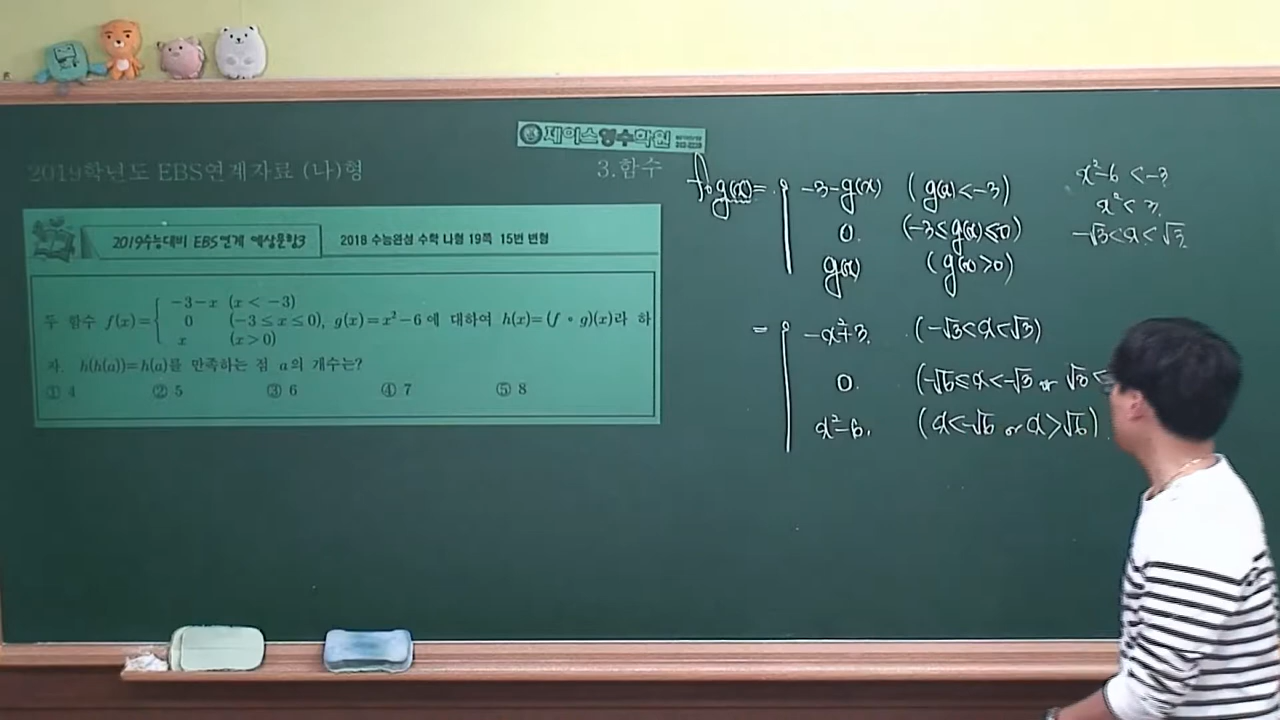 제이스영수학원
2019학년도 EBS연계자료 (나)형 3.함수
2019수능대비 EBS연계 예상문항3 2018 수능완성 수학 나형 19쪽 15번 변형
두 함수 f(x)={ −3−x (x < −3)
0 (−3 ≤ x ≤ 0), g(x)=x²−6 에 대하여 h(x)=(f∘g)(x)라 하
x (x>0)
자. h(h(a))=h(a)를 만족하는 점 a의 개수는?
① 4 ② 5 ③ 6 ④ 7 ⑤ 8
f∘g(x)= { −3−g(x) (g(x)<−3)
0. (−3≤g(x)≤0)
g(x) (g(x)>0)
= { −x²+3. (−√3<x<√3)
0. (−√6≤x<−√3 or √3<
x²−6. (x<−√6 or x>√6)
x²−6 <−3
x²<3.
−√3<x<√3.